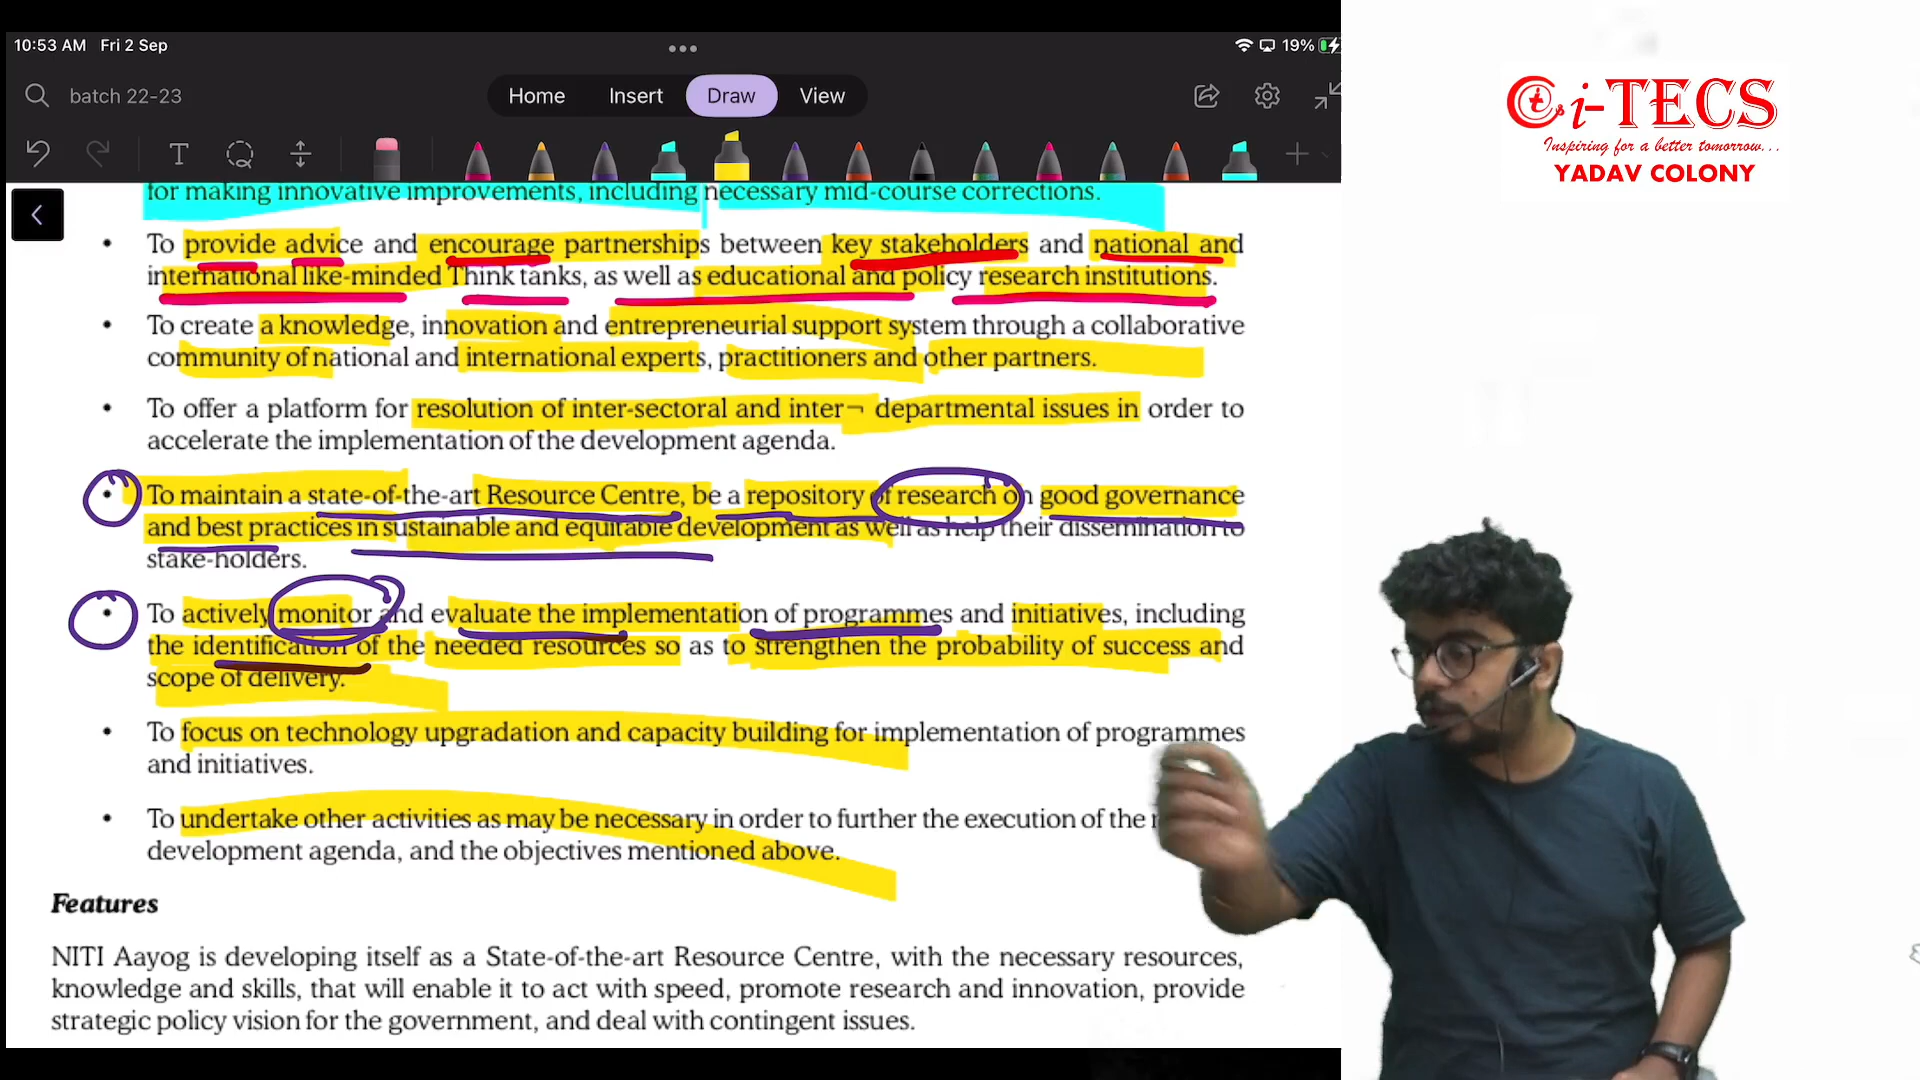 10:53 AM Fri 2 Sep
19%
batch 22-23
Home Insert Draw View
T
i-TECS
Inspiring for a better tomorrow...
YADAV COLONY
for making innovative improvements, including necessary mid-course corrections.
• To provide advice and encourage partnerships between key stakeholders and national and
international like-minded Think tanks, as well as educational and policy research institutions.
• To create a knowledge, innovation and entrepreneurial support system through a collaborative
community of national and international experts, practitioners and other partners.
• To offer a platform for resolution of inter-sectoral and inter¬ departmental issues in order to
accelerate the implementation of the development agenda.
• To maintain a state-of-the-art Resource Centre, be a repository of research on good governance
and best practices in sustainable and equitable development as well as help their dissemination to
stake-holders.
• To actively monitor and evaluate the implementation of programmes and initiatives, including
the identification of the needed resources so as to strengthen the probability of success and
scope of delivery.
• To focus on technology upgradation and capacity building for implementation of programmes
and initiatives.
• To undertake other activities as may be necessary in order to further the execution of the
development agenda, and the objectives mentioned above.
Features
NITI Aayog is developing itself as a State-of-the-art Resource Centre, with the necessary resources,
knowledge and skills, that will enable it to act with speed, promote research and innovation, provide
strategic policy vision for the government, and deal with contingent issues.